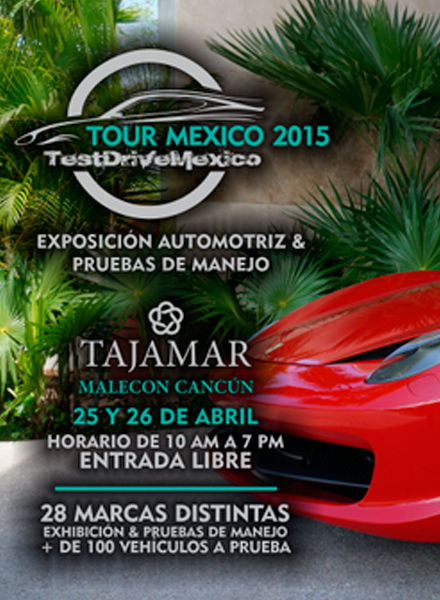 TOUR MEXICO 2015
TestDriveMexico
EXPOSICIÓN AUTOMOTRIZ &
PRUEBAS DE MANEJO
TAJAMAR
MALECON CANCÚN
25 Y 26 DE ABRIL
HORARIO DE 10 AM A 7 PM
ENTRADA LIBRE
28 MARCAS DISTINTAS
EXHIBICIÓN & PRUEBAS DE MANEJO
+ DE 100 VEHICULOS A PRUEBA